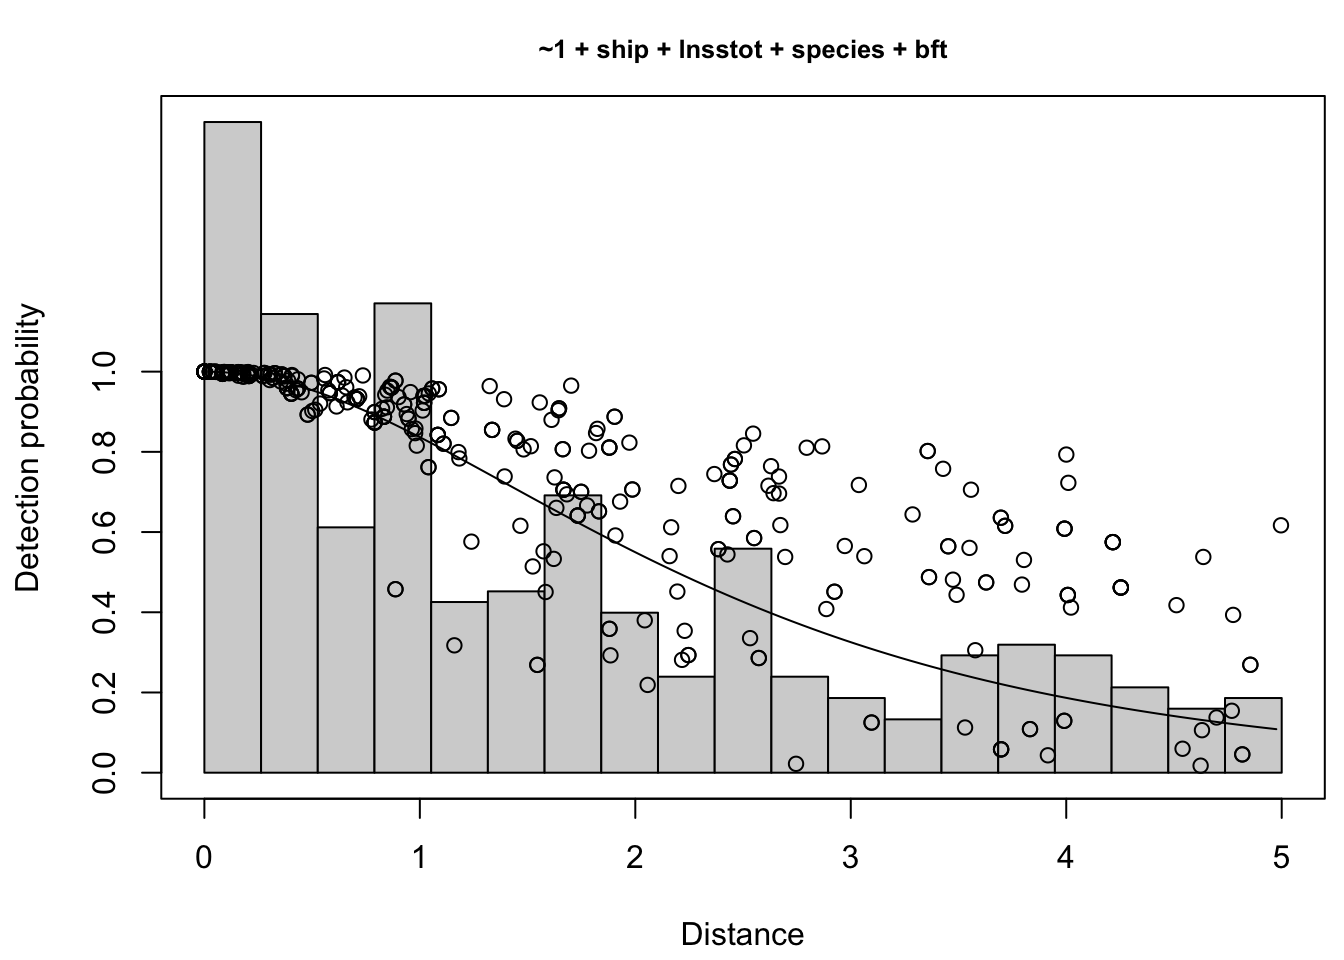 ~1 + ship + lnsstot + species + bft
Detection probability
1.0
0.8
0.6
0.4
0.2
0.0
0 1 2 3 4 5
Distance